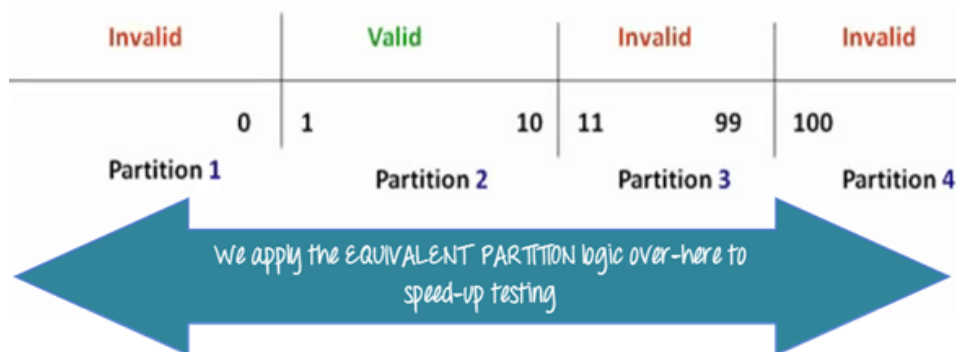 Invalid Valid Invalid Invalid
0 1 10 11 99 100
Partition 1 Partition 2 Partition 3 Partition 4
We apply the EQUIVALENT PARTITION logic over-here to
speed-up testing